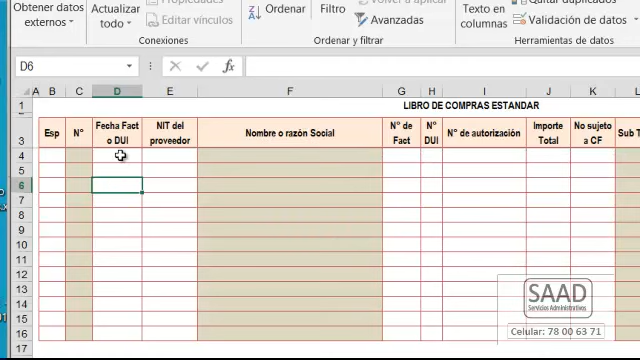 Obtener datos externos
Actualizar todo
Editar vínculos
Conexiones
Ordenar
Filtro
Volver a aplicar
Avanzadas
Ordenar y filtrar
Texto en columnas
Quitar duplicados
Validación de datos
Herramientas de datos
D6
fx
A B C D E F G H I J K L
1 LIBRO DE COMPRAS ESTANDAR
3 Esp N° Fecha Fact o DUI NIT del proveedor Nombre o razón Social N° de Fact N° DUI N° de autorización Importe Total No sujeto a CF
4
5
6
7
8
9
10
11
12
13
14
15
16
17
SAAD
Servicios Administrativos
Celular: 78 00 63 71